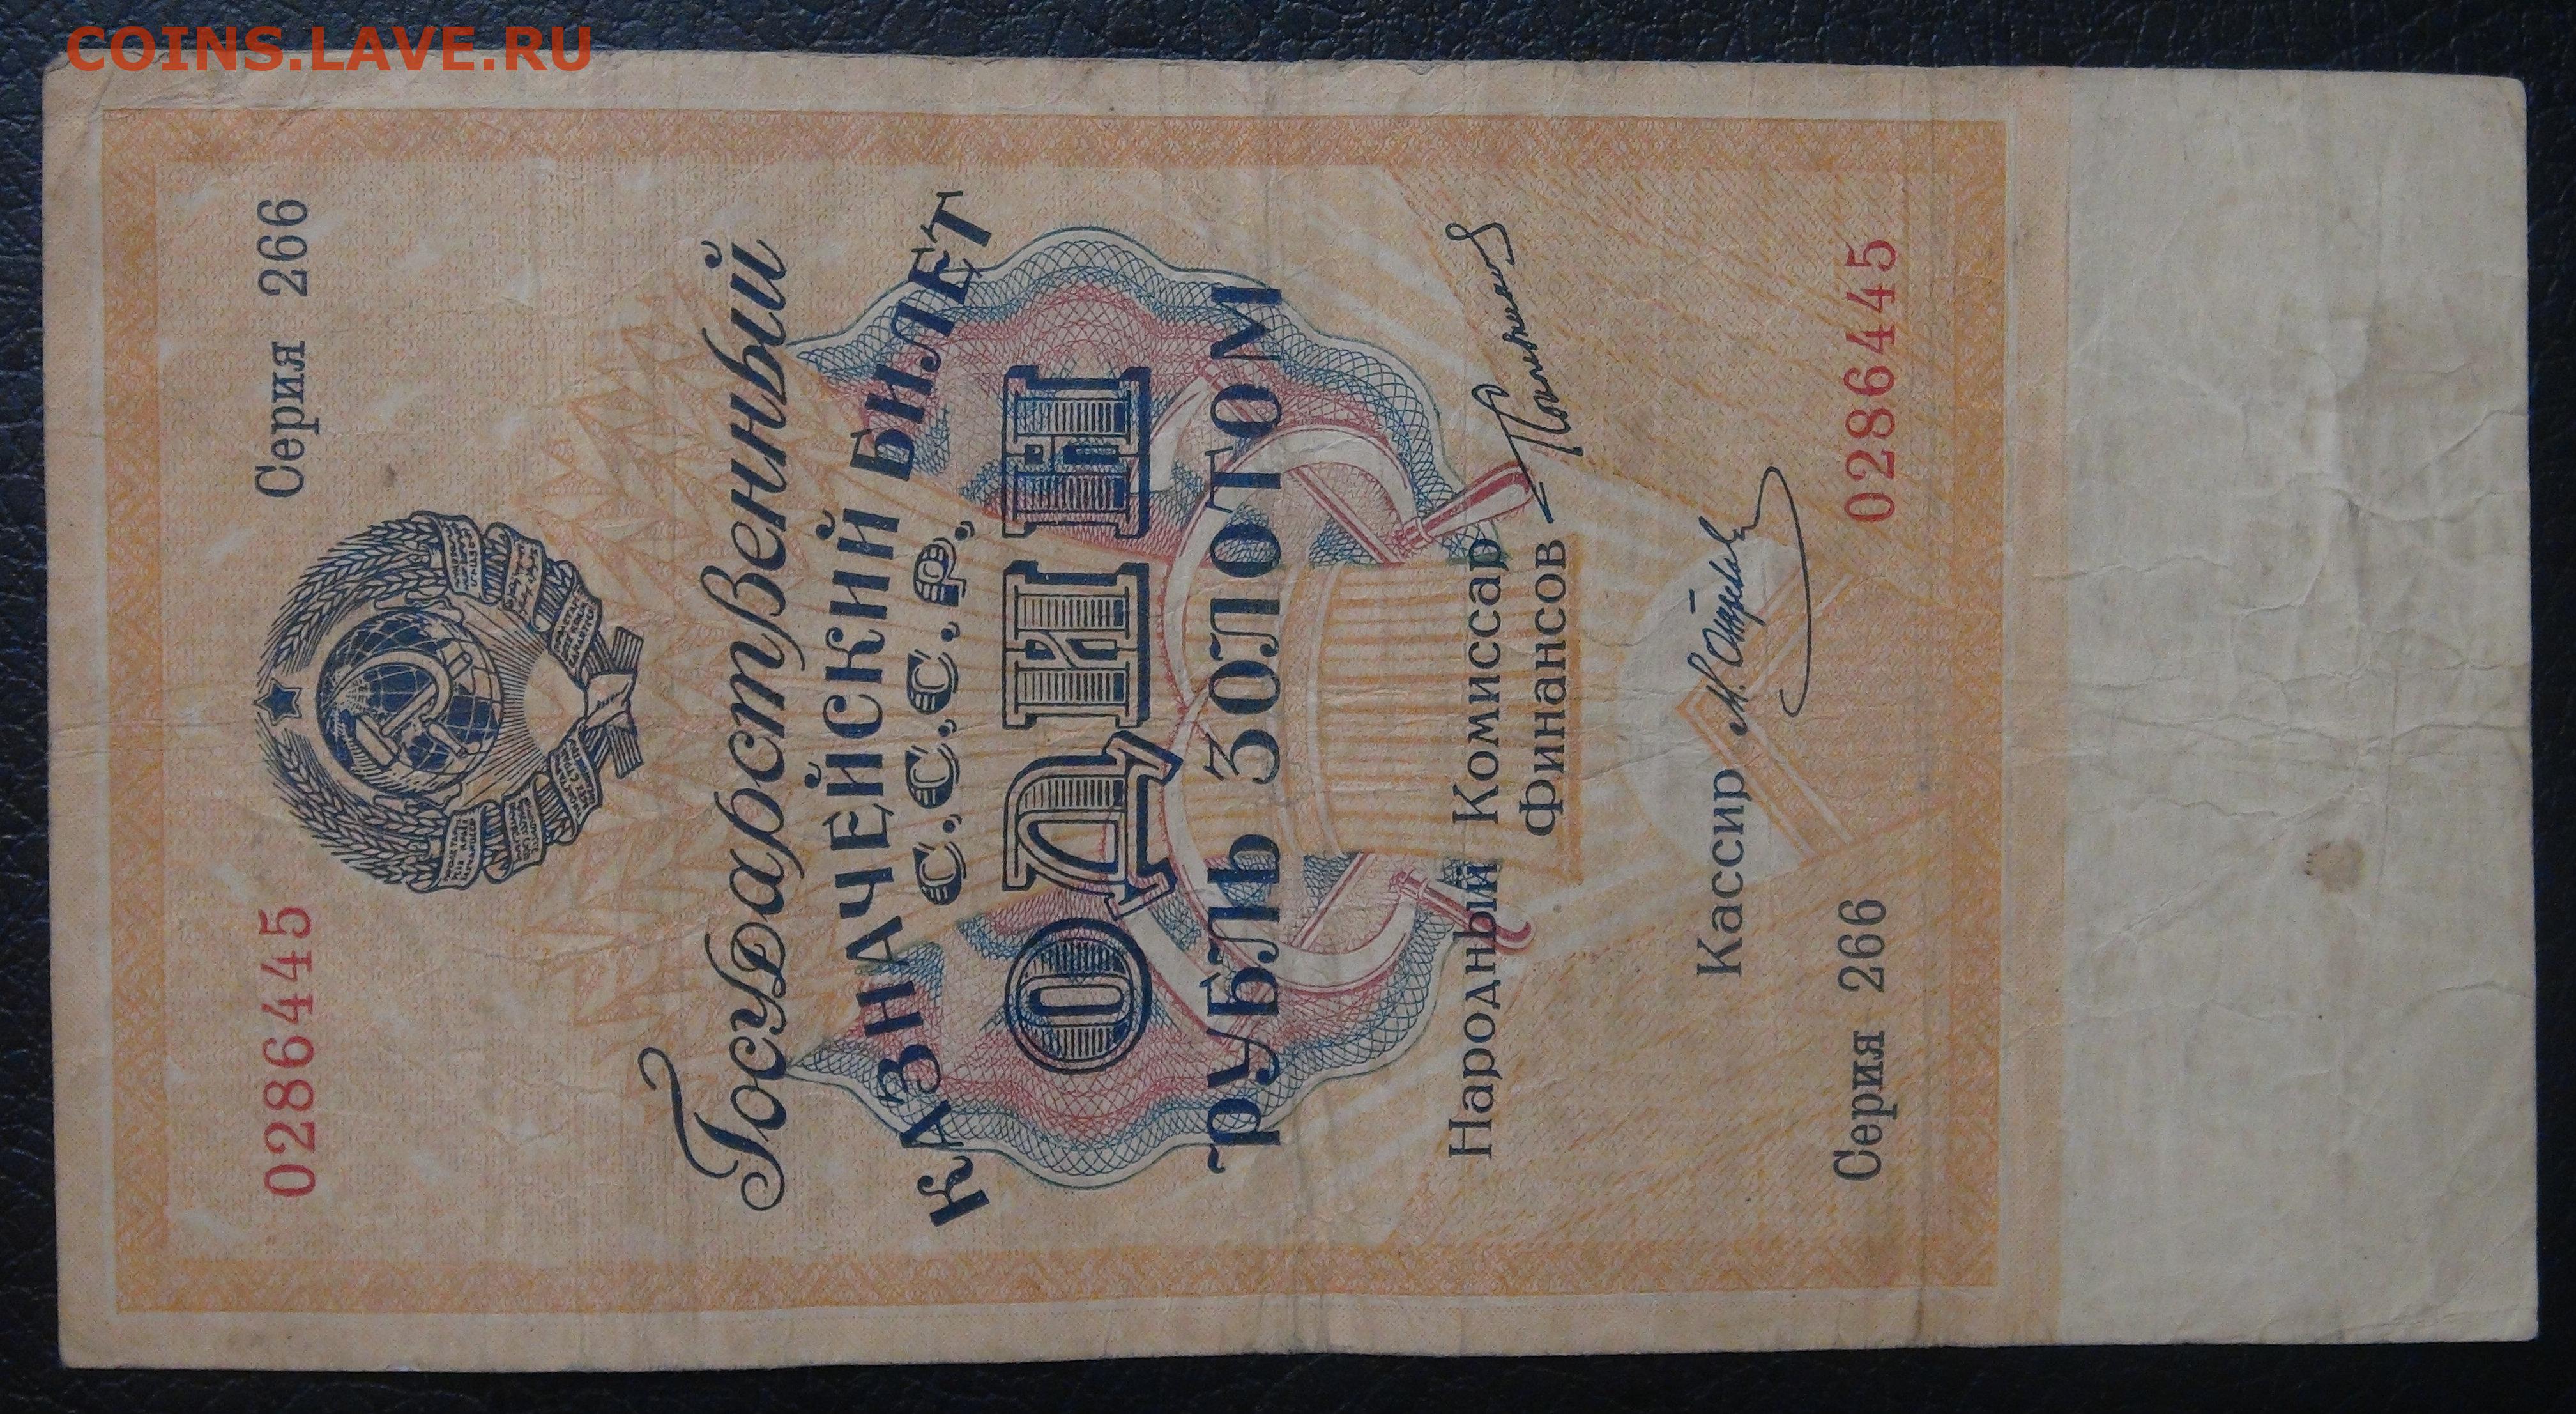 COINS.LAVE.RU
0286445
Серия 266
Государственный
КАЗНАЧЕЙСКИЙ БИЛЕТ
С.С.С.Р.
ОДИН
РУБЛЬ ЗОЛОТОМ
Народный Комиссар
Финансов
Кассир
Серия 266
0286445